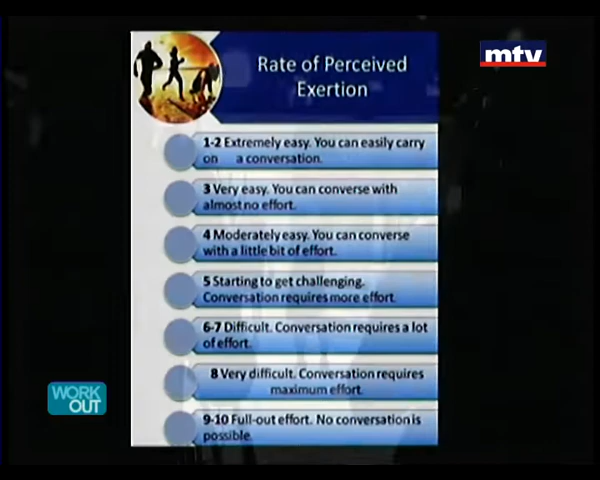 mtv
Rate of Perceived
Exertion
1-2 Extremely easy. You can easily carry
on a conversation.
3 Very easy. You can converse with
almost no effort.
4 Moderately easy. You can converse
with a little bit of effort.
5 Starting to get challenging.
Conversation requires more effort.
6-7 Difficult. Conversation requires a lot
of effort.
8 Very difficult. Conversation requires
maximum effort.
9-10 Full-out effort. No conversation is
possible.
WORK
OUT